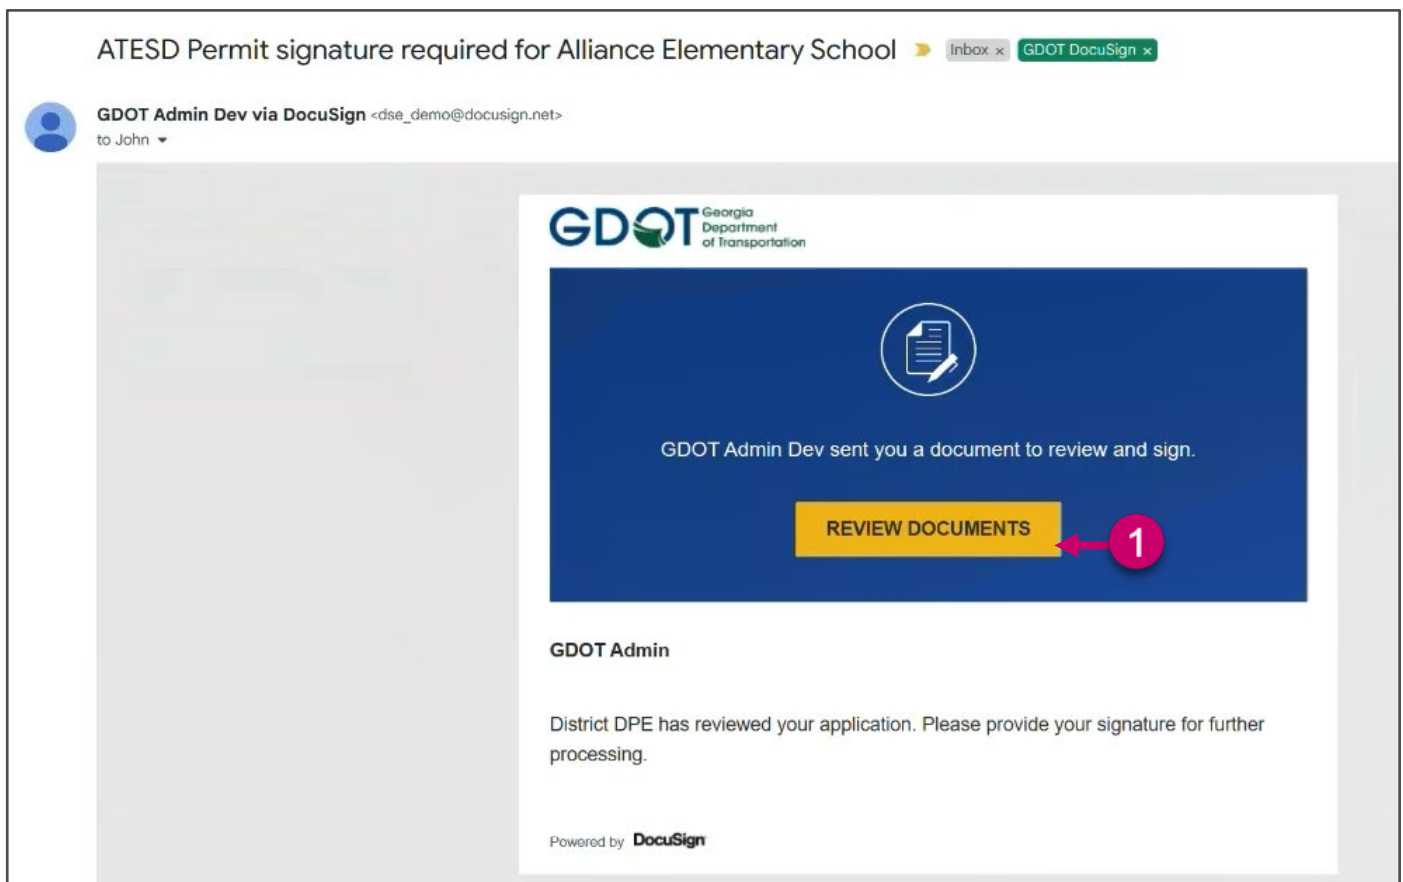 ATESD Permit signature required for Alliance Elementary School Inbox x GDOT DocuSign x
GDOT Admin Dev via DocuSign <dse_demo@docusign.net>
to John
GDOT Georgia
Department
of Transportation
GDOT Admin Dev sent you a document to review and sign.
REVIEW DOCUMENTS
1
GDOT Admin
District DPE has reviewed your application. Please provide your signature for further
processing.
Powered by DocuSign